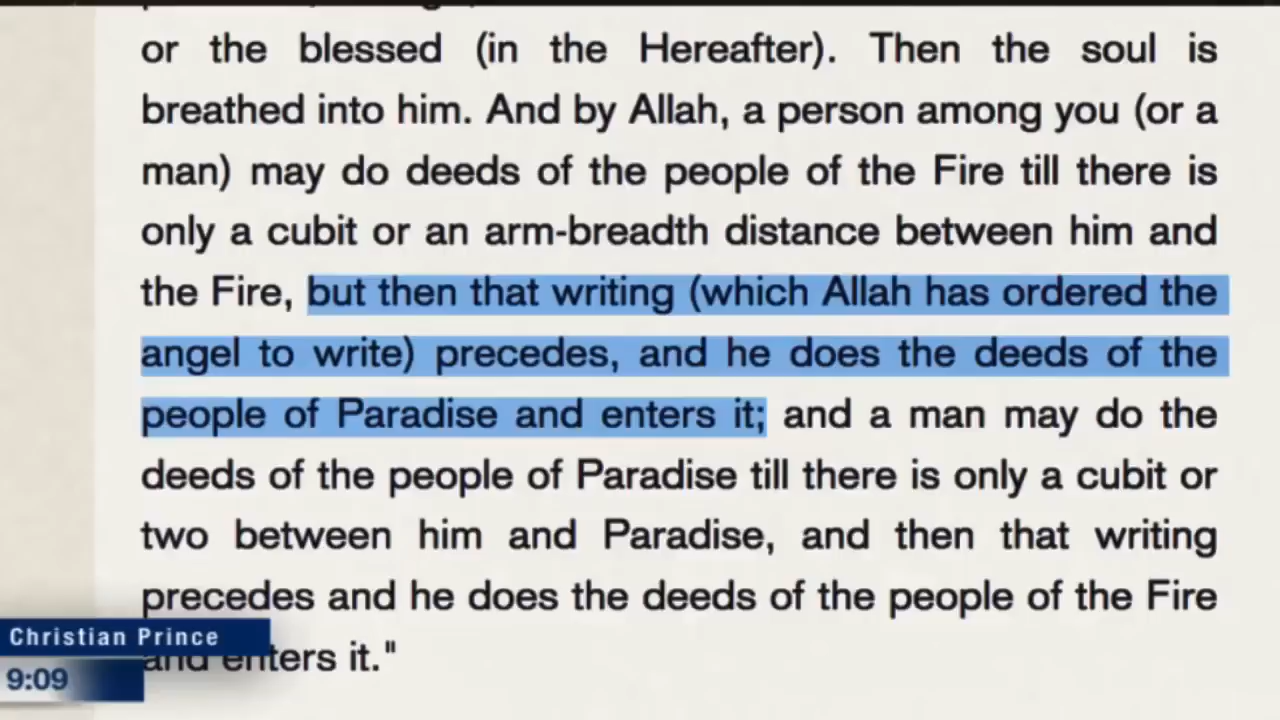 or the blessed (in the Hereafter). Then the soul is
breathed into him. And by Allah, a person among you (or a
man) may do deeds of the people of the Fire till there is
only a cubit or an arm-breadth distance between him and
the Fire, but then that writing (which Allah has ordered the
angel to write) precedes, and he does the deeds of the
people of Paradise and enters it; and a man may do the
deeds of the people of Paradise till there is only a cubit or
two between him and Paradise, and then that writing
precedes and he does the deeds of the people of the Fire
and enters it."
Christian Prince
9:09